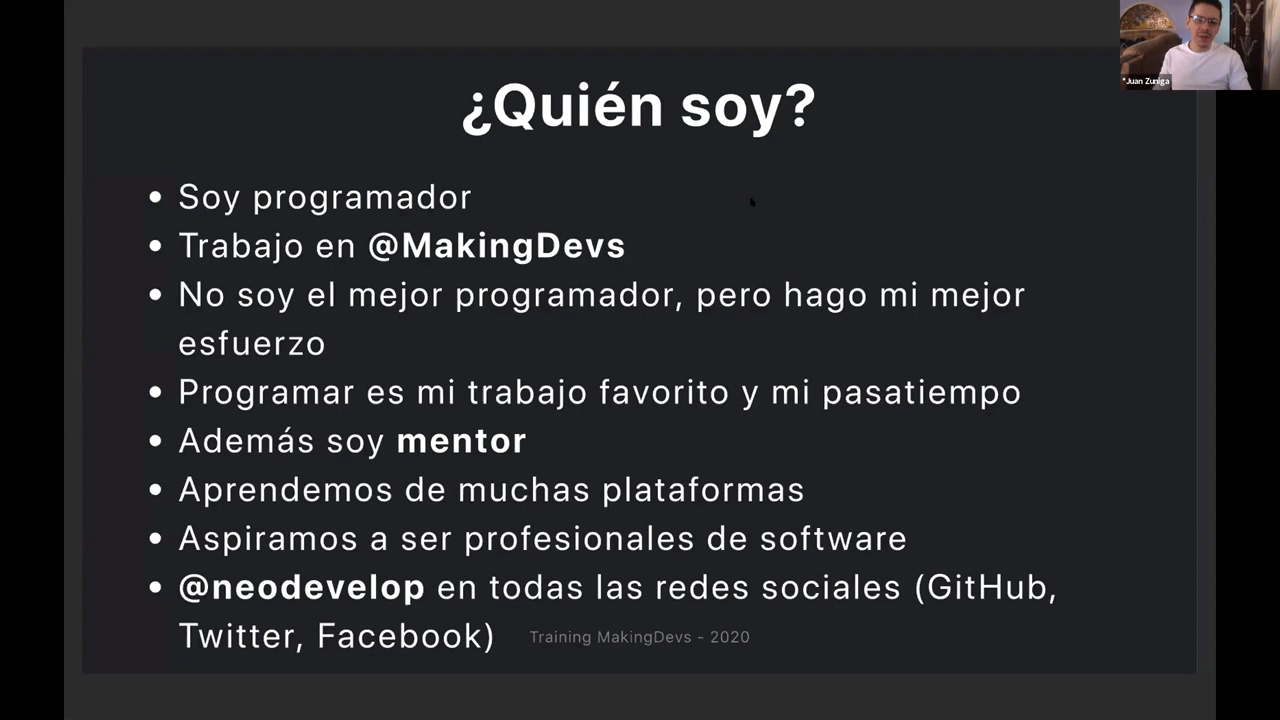 ¿Quién soy?
• Soy programador
• Trabajo en @MakingDevs
• No soy el mejor programador, pero hago mi mejor
esfuerzo
• Programar es mi trabajo favorito y mi pasatiempo
• Además soy mentor
• Aprendemos de muchas plataformas
• Aspiramos a ser profesionales de software
• @neodevelop en todas las redes sociales (GitHub,
Twitter, Facebook)
Training MakingDevs - 2020
*Juan Zuniga